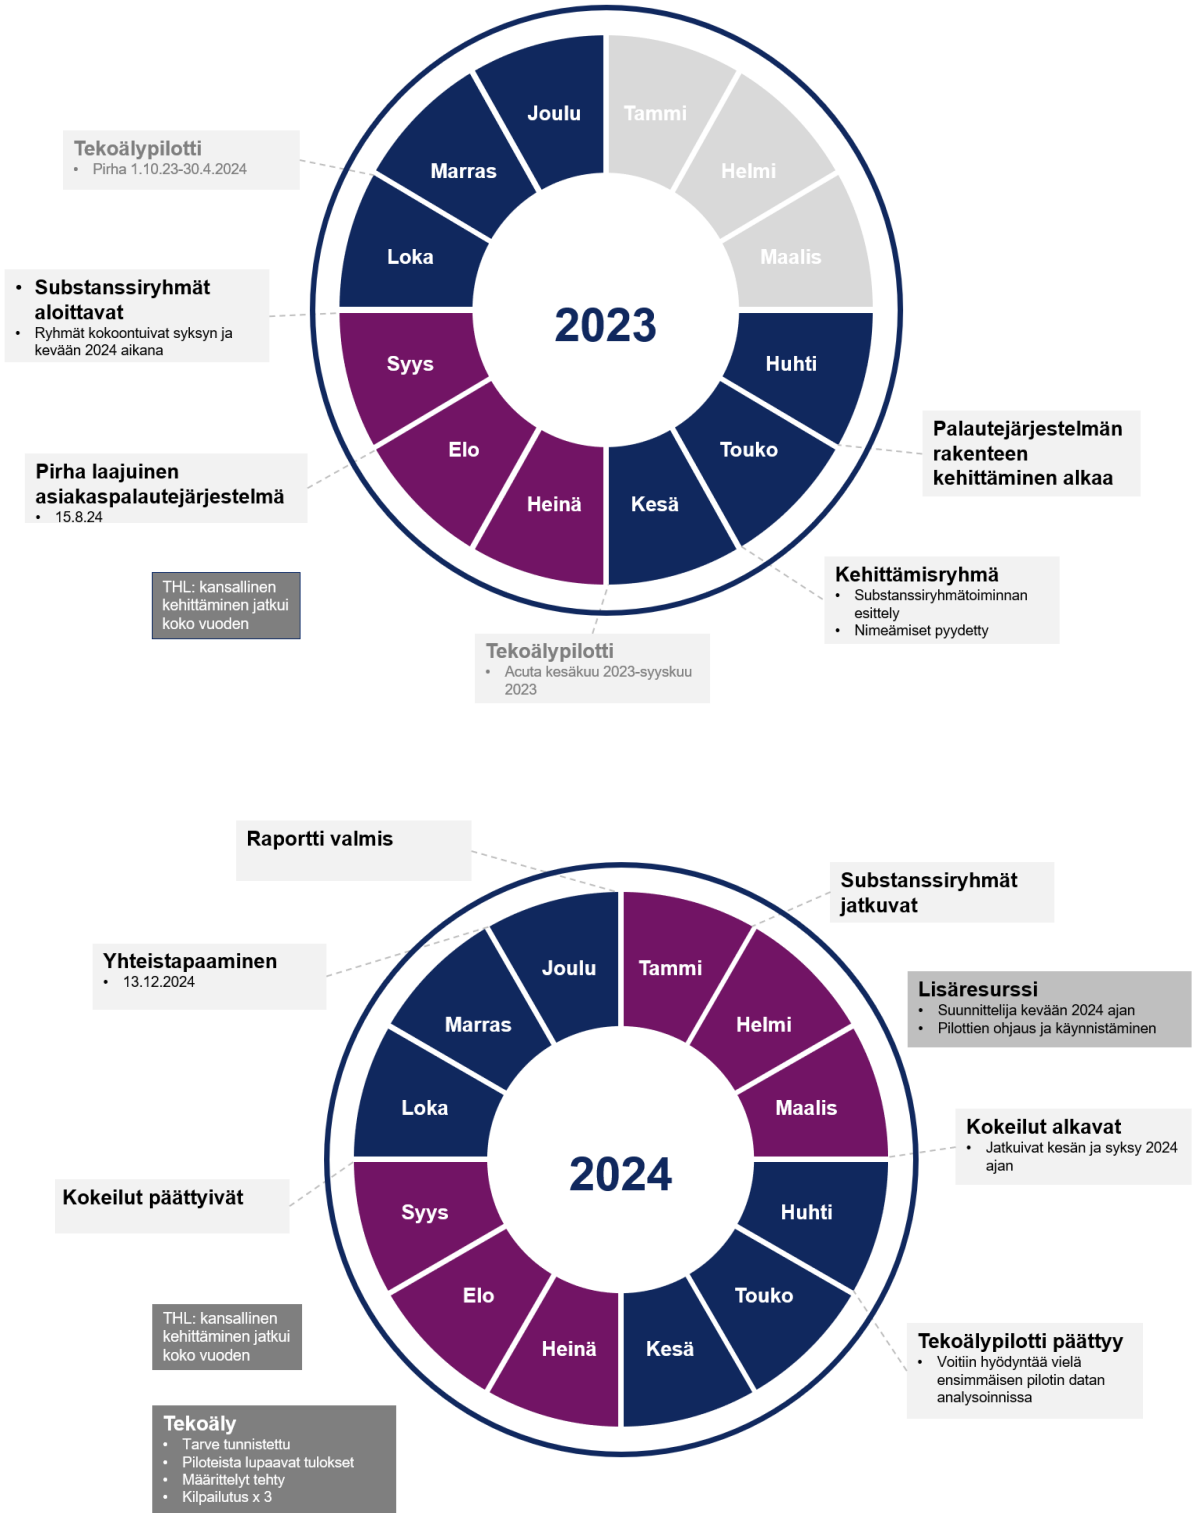 Joulu
Tammi
Marras
Helmi
Loka
Maalis
2023
Syys
Huhti
Elo
Touko
Heinä
Kesä
Tekoälypilotti
• Pirha 1.10.23-30.4.2024
• Substanssiryhmät
aloittavat
• Ryhmät kokoontuivat syksyn ja
kevään 2024 aikana
Pirha laajuinen
asiakaspalautejärjestelmä
• 15.8.24
THL: kansallinen
kehittäminen jatkui
koko vuoden
Palautejärjestelmän
rakenteen
kehittäminen alkaa
Kehittämisryhmä
• Substanssiryhmätoiminnan
esittely
• Nimeämiset pyydetty
Tekoälypilotti
• Acuta kesäkuu 2023-syyskuu
2023
Raportti valmis
Substanssiryhmät
jatkuvat
Yhteistapaaminen
• 13.12.2024
Joulu
Tammi
Marras
Helmi
Loka
Maalis
2024
Syys
Huhti
Elo
Touko
Heinä
Kesä
Lisäresurssi
• Suunnittelija kevään 2024 ajan
• Pilottien ohjaus ja käynnistäminen
Kokeilut alkavat
• Jatkuivat kesän ja syksy 2024
ajan
Kokeilut päättyivät
THL: kansallinen
kehittäminen jatkui
koko vuoden
Tekoälypilotti päättyy
• Voitiin hyödyntää vielä
ensimmäisen pilotin datan
analysoinnissa
Tekoäly
• Tarve tunnistettu
• Piloteista lupaavat tulokset
• Määrittelyt tehty
• Kilpailutus x 3